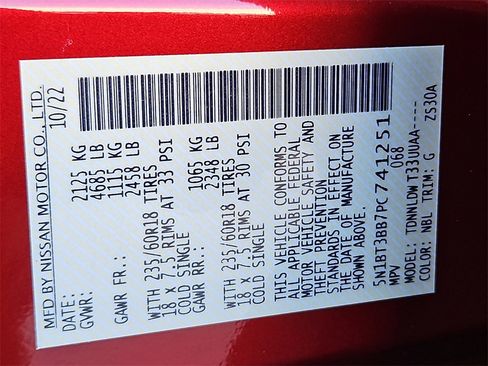 MFD BY NISSAN MOTOR CO., LTD.
DATE: 10/22
GVWR: 2125 KG
4685 LB
GAWR FR.: 1115 KG
2458 LB
WITH 235/60R18 TIRES
18 X 7.5 RIMS AT 33 PSI
COLD SINGLE
GAWR RR.: 1065 KG
2348 LB
WITH 235/60R18 TIRES
18 X 7.5 RIMS AT 30 PSI
COLD SINGLE
THIS VEHICLE CONFORMS TO
ALL APPLICABLE FEDERAL
MOTOR VEHICLE SAFETY AND
THEFT PREVENTION
STANDARDS IN EFFECT ON
THE DATE OF MANUFACTURE
SHOWN ABOVE.
5N1BT3BB7PC741251
MPV 068
MODEL: TDWNLDW T33UUAA----
COLOR: NBL TRIM: G ZS30A